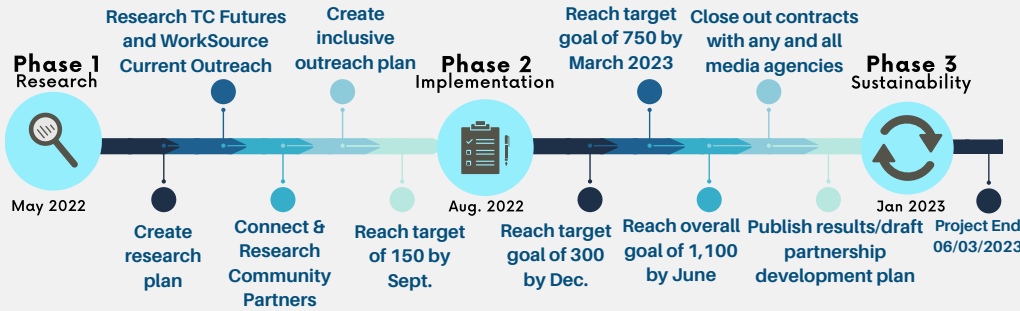 Phase 1
Research
May 2022
Create
research
plan
Research TC Futures
and WorkSource
Current Outreach
Connect &
Research
Community
Partners
Create
inclusive
outreach plan
Reach target
of 150 by
Sept.
Phase 2
Implementation
Aug. 2022
Reach target
goal of 300
by Dec.
Reach target
goal of 750 by
March 2023
Reach overall
goal of 1,100
by June
Close out contracts
with any and all
media agencies
Publish results/draft
partnership
development plan
Phase 3
Sustainability
Jan 2023
Project End
06/03/2023